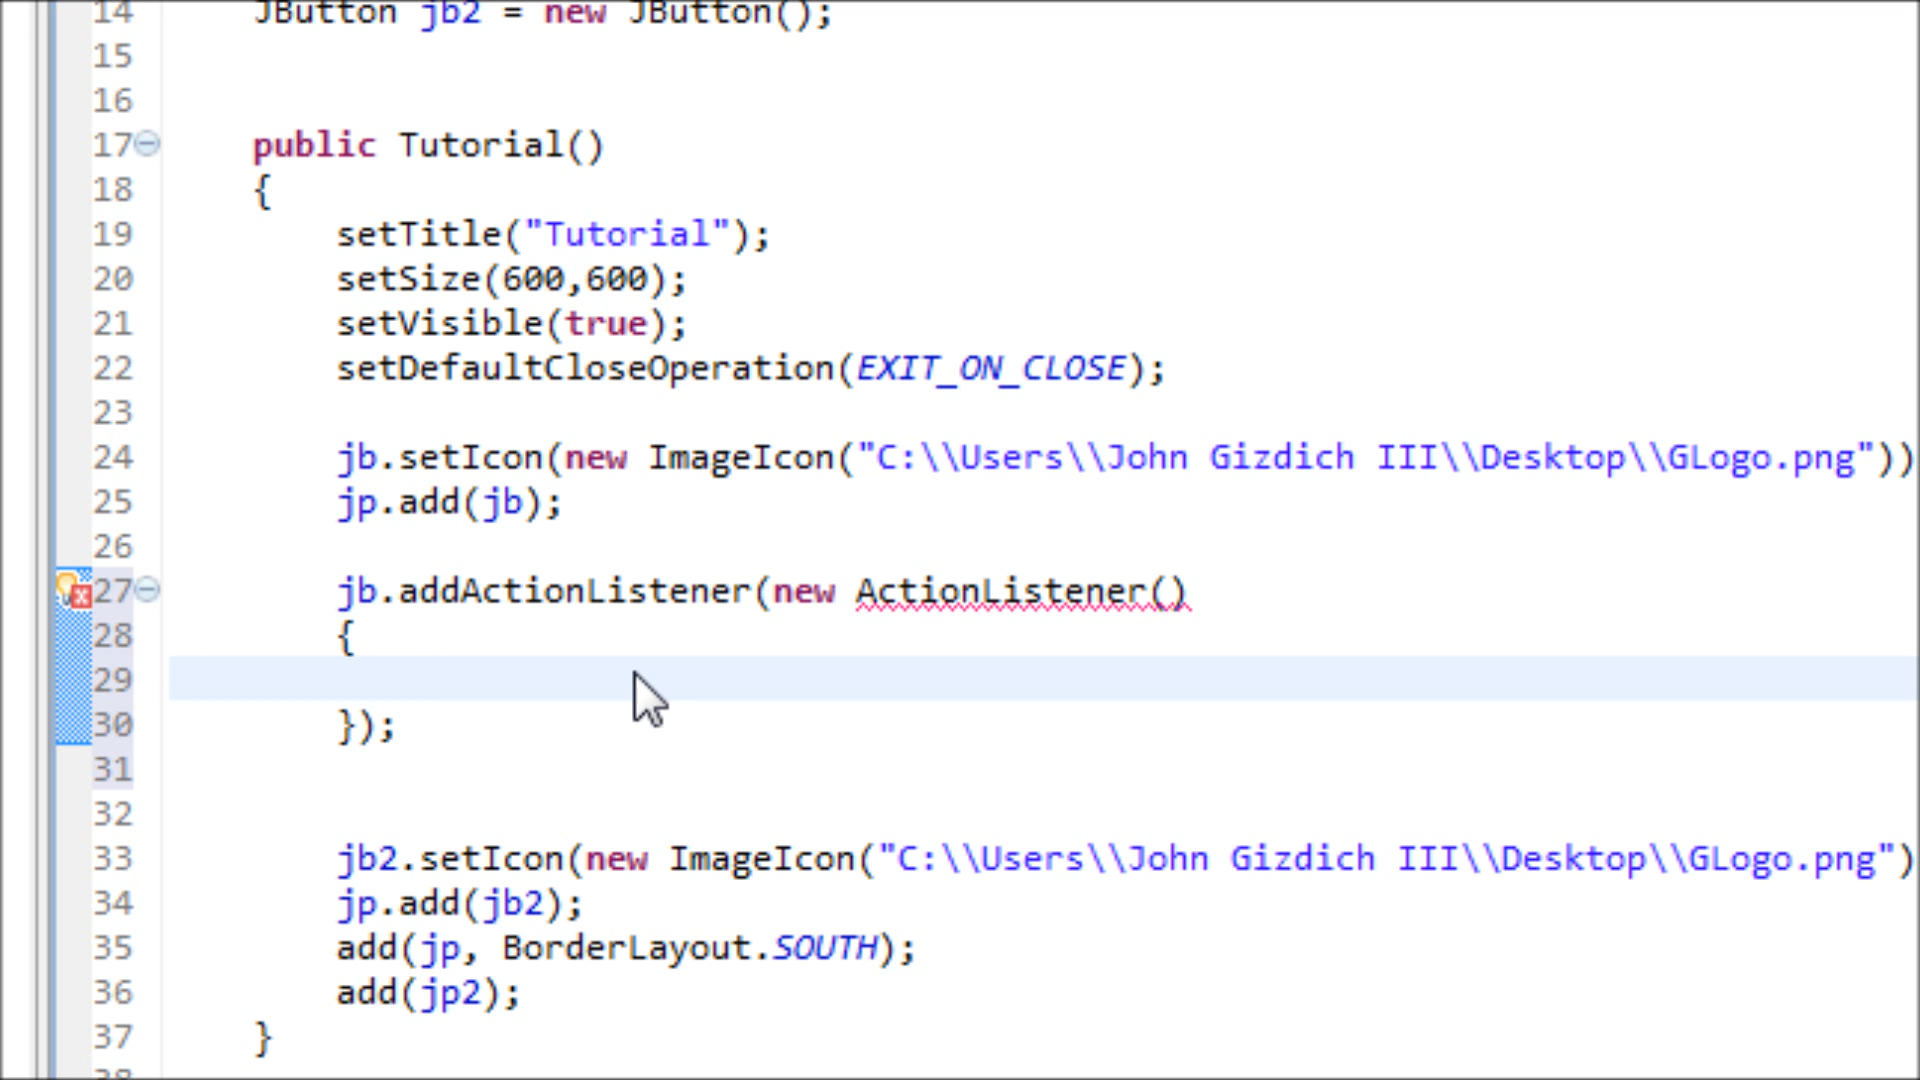 14 JButton jb2 = new JButton();
15
16
17 public Tutorial()
18 {
19 setTitle("Tutorial");
20 setSize(600,600);
21 setVisible(true);
22 setDefaultCloseOperation(EXIT_ON_CLOSE);
23
24 jb.setIcon(new ImageIcon("C:\\Users\\John Gizdich III\\Desktop\\GLogo.png"))
25 jp.add(jb);
26
27 jb.addActionListener(new ActionListener()
28 {
29
30 });
31
32
33 jb2.setIcon(new ImageIcon("C:\\Users\\John Gizdich III\\Desktop\\GLogo.png")
34 jp.add(jb2);
35 add(jp, BorderLayout.SOUTH);
36 add(jp2);
37 }
38